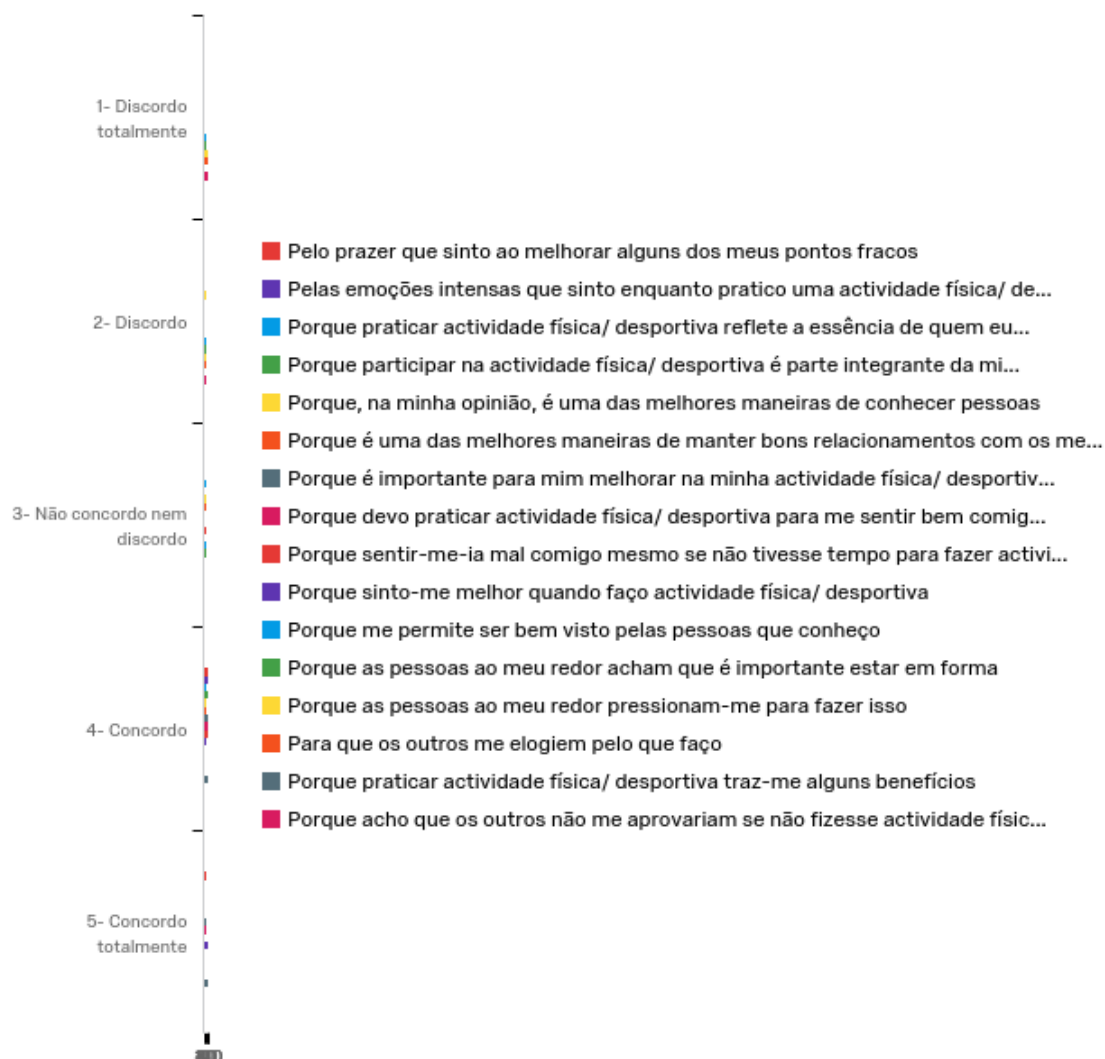 1- Discordo
totalmente
2- Discordo
3- Não concordo nem
discordo
4- Concordo
5- Concordo
totalmente
Pelo prazer que sinto ao melhorar alguns dos meus pontos fracos
Pelas emoções intensas que sinto enquanto pratico uma actividade física/ de...
Porque praticar actividade física/ desportiva reflete a essência de quem eu...
Porque participar na actividade física/ desportiva é parte integrante da mi...
Porque, na minha opinião, é uma das melhores maneiras de conhecer pessoas
Porque é uma das melhores maneiras de manter bons relacionamentos com os me...
Porque é importante para mim melhorar na minha actividade física/ desportiv...
Porque devo praticar actividade física/ desportiva para me sentir bem comig...
Porque sentir-me-ia mal comigo mesmo se não tivesse tempo para fazer activi...
Porque sinto-me melhor quando faço actividade física/ desportiva
Porque me permite ser bem visto pelas pessoas que conheço
Porque as pessoas ao meu redor acham que é importante estar em forma
Porque as pessoas ao meu redor pressionam-me para fazer isso
Para que os outros me elogiem pelo que faço
Porque praticar actividade física/ desportiva traz-me alguns benefícios
Porque acho que os outros não me aprovariam se não fizesse actividade físic...